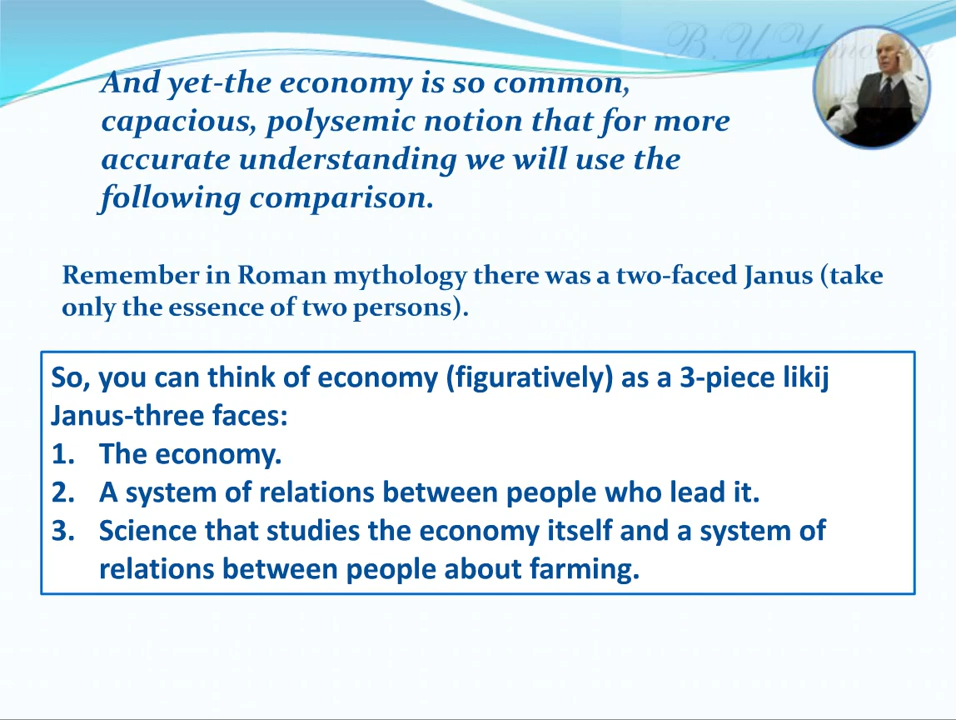 And yet-the economy is so common,
capacious, polysemic notion that for more
accurate understanding we will use the
following comparison.
Remember in Roman mythology there was a two-faced Janus (take
only the essence of two persons).
So, you can think of economy (figuratively) as a 3-piece likij
Janus-three faces:
1. The economy.
2. A system of relations between people who lead it.
3. Science that studies the economy itself and a system of
relations between people about farming.